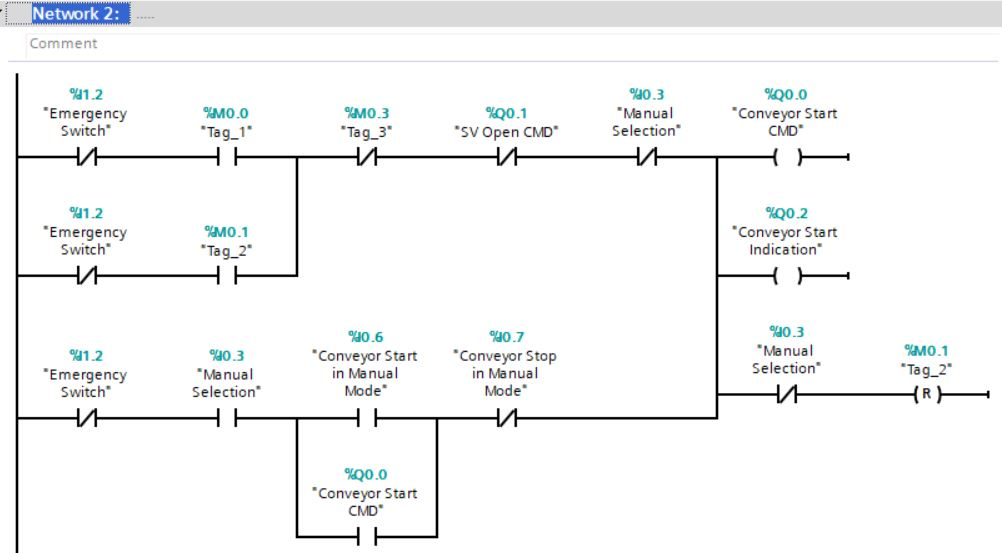 Network 2: .....
Comment
%I1.2
"Emergency
Switch"
%M0.0
"Tag_1"
%M0.3
"Tag_3"
%Q0.1
"SV Open CMD"
%I0.3
"Manual
Selection"
%Q0.0
"Conveyor Start
CMD"
%I1.2
"Emergency
Switch"
%M0.1
"Tag_2"
%Q0.2
"Conveyor Start
Indication"
%I1.2
"Emergency
Switch"
%I0.3
"Manual
Selection"
%I0.6
"Conveyor Start
in Manual
Mode"
%I0.7
"Conveyor Stop
in Manual
Mode"
%I0.3
"Manual
Selection"
%M0.1
"Tag_2"
R
%Q0.0
"Conveyor Start
CMD"